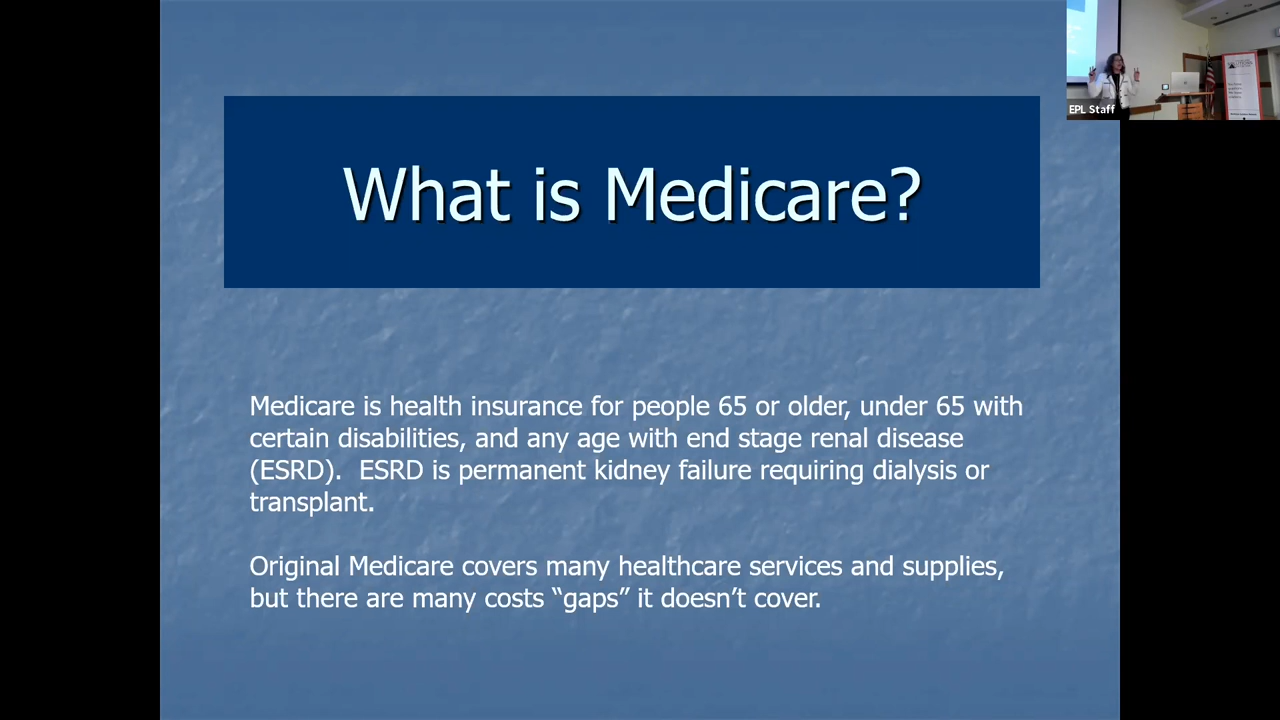 What is Medicare?
Medicare is health insurance for people 65 or older, under 65 with
certain disabilities, and any age with end stage renal disease
(ESRD).  ESRD is permanent kidney failure requiring dialysis or
transplant.
Original Medicare covers many healthcare services and supplies,
but there are many costs “gaps” it doesn’t cover.
EPL Staff